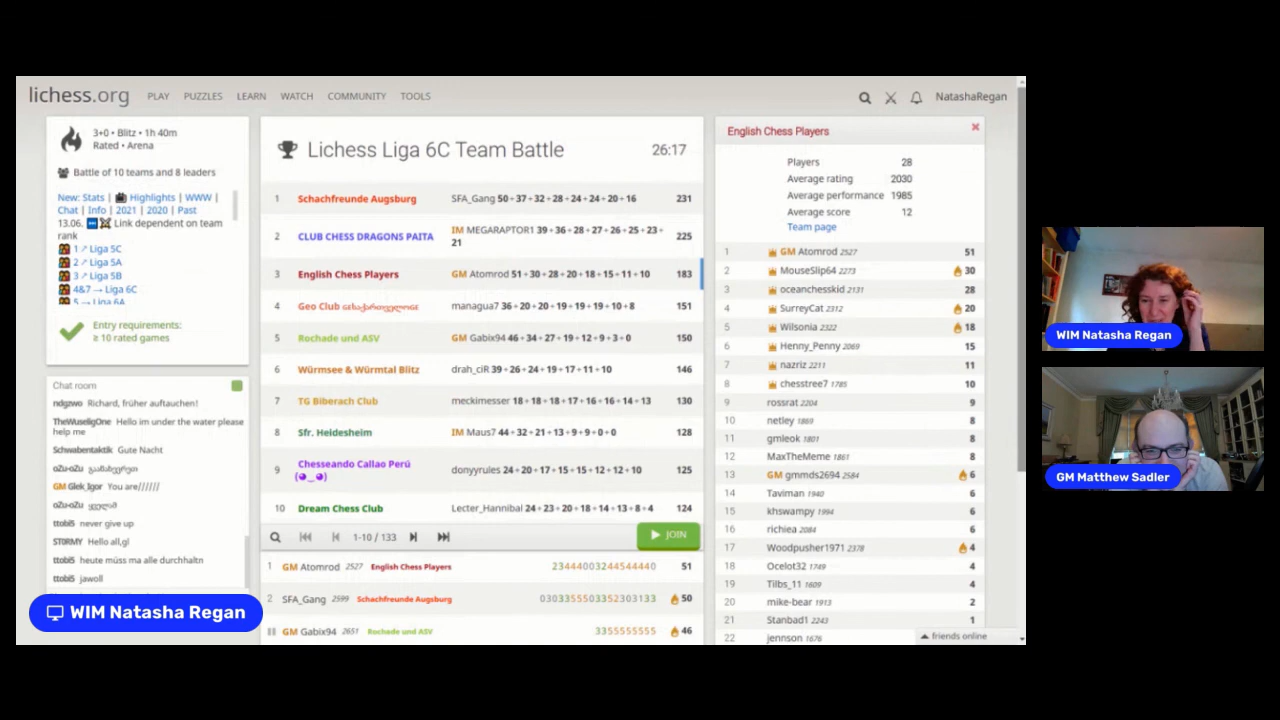 lichess.org PLAY PUZZLES LEARN WATCH COMMUNITY TOOLS NatashaRegan
3+0 • Blitz • 1h 40m
Rated • Arena
Battle of 10 teams and 8 leaders
New: Stats | Highlights | WWW |
Chat | Info | 2021 | 2020 | Past
13.06. Link dependent on team
rank
1 ↗ Liga 5C
2 ↗ Liga 5A
3 ↗ Liga 5B
4&7 → Liga 6C
5 → Liga 6A
Entry requirements:
≥ 10 rated games
Chat room
ndgzwo Richard, früher auftauchen!
TheWuseligOne Hello im under the water please
help me
Schwabentaktik Gute Nacht
oZu-oZu
GM Glek_Igor You are//////
oZu-oZu
ttobi5 never give up
ST0RMY Hello all,gl
ttobi5 heute müss ma alle durchhaltn
ttobi5 jawoll
WIM Natasha Regan
Lichess Liga 6C Team Battle 26:17
1 Schachfreunde Augsburg SFA_Gang 50+37+32+28+24+24+20+16 231
2 CLUB CHESS DRAGONS PAITA IM MEGARAPTOR1 39+36+28+27+26+25+23+
21 225
3 English Chess Players GM Atomrod 51+30+28+20+18+15+11+10 183
4 Geo Club managua7 36+20+20+19+19+19+10+8 151
5 Rochade und ASV GM Gabix94 46+34+27+19+12+9+3+0 150
6 Würmsee & Würmtal Blitz drah_ciR 39+26+24+19+17+11+10 146
7 TG Biberach Club meckimesser 18+18+18+17+16+16+14+13 130
8 Sfr. Heidesheim IM Maus7 44+32+21+13+9+9+0+0 128
9 Chesseando Callao Perú
(◕‿◕) donyyrules 24+20+17+15+15+12+12+10 125
10 Dream Chess Club Lecter_Hannibal 24+23+20+18+14+13+8+4 124
1-10 / 133 JOIN
1 GM Atomrod 2527 English Chess Players 23444003244544440 51
2 SFA_Gang 2599 Schachfreunde Augsburg 0303355503352303133 50
GM Gabix94 2651 Rochade und ASV 3355555555 46
English Chess Players
Players 28
Average rating 2030
Average performance 1985
Average score 12
Team page
1 GM Atomrod 2527 51
2 MouseSlip64 2273 30
3 oceanchesskid 2131 28
4 SurreyCat 2312 20
5 Wilsonia 2322 18
6 Henny_Penny 2069 15
7 nazriz 2211 11
8 chesstree7 1785 10
9 rossrat 2204 9
10 netley 1869 8
11 gmleok 1801 8
12 MaxTheMeme 1861 8
13 GM gmmds2694 2584 6
14 Taviman 1940 6
15 khswampy 1994 6
16 richiea 2084 6
17 Woodpusher1971 2378 4
18 Ocelot32 1749 4
19 Tilbs_11 1609 4
20 mike-bear 1913 2
21 Stanbad1 2243 1
22 jennson 1676
friends online
WIM Natasha Regan
GM Matthew Sadler